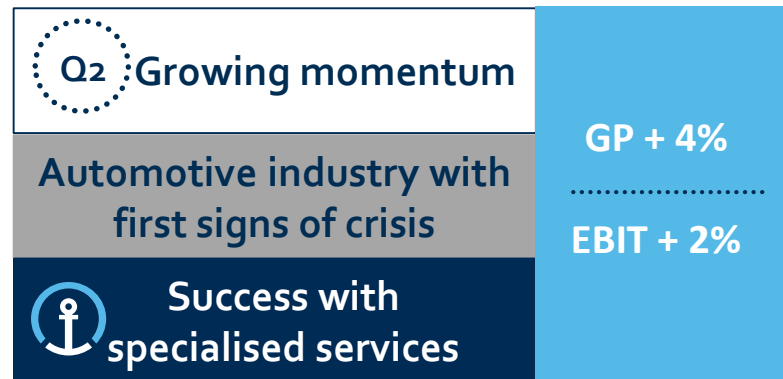 Q2 Growing momentum
Automotive industry with
first signs of crisis
Success with
specialised services
GP + 4%
EBIT + 2%